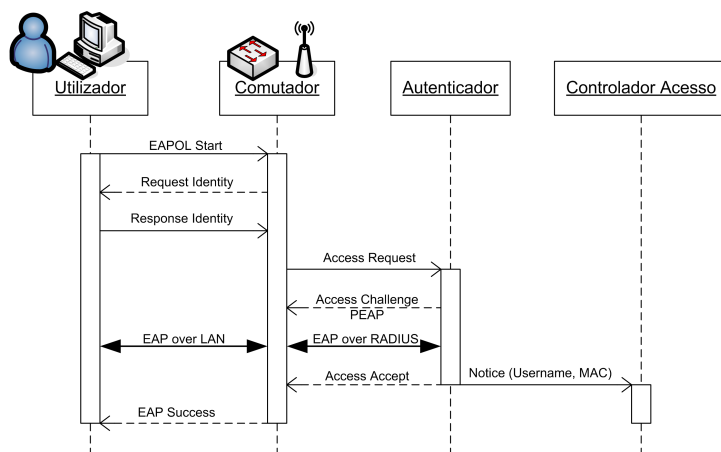 Utilizador
Comutador
Autenticador
Controlador Acesso
EAPOL Start
Request Identity
Response Identity
Access Request
Access Challenge
PEAP
EAP over LAN
EAP over RADIUS
Access Accept
Notice (Username, MAC)
EAP Success